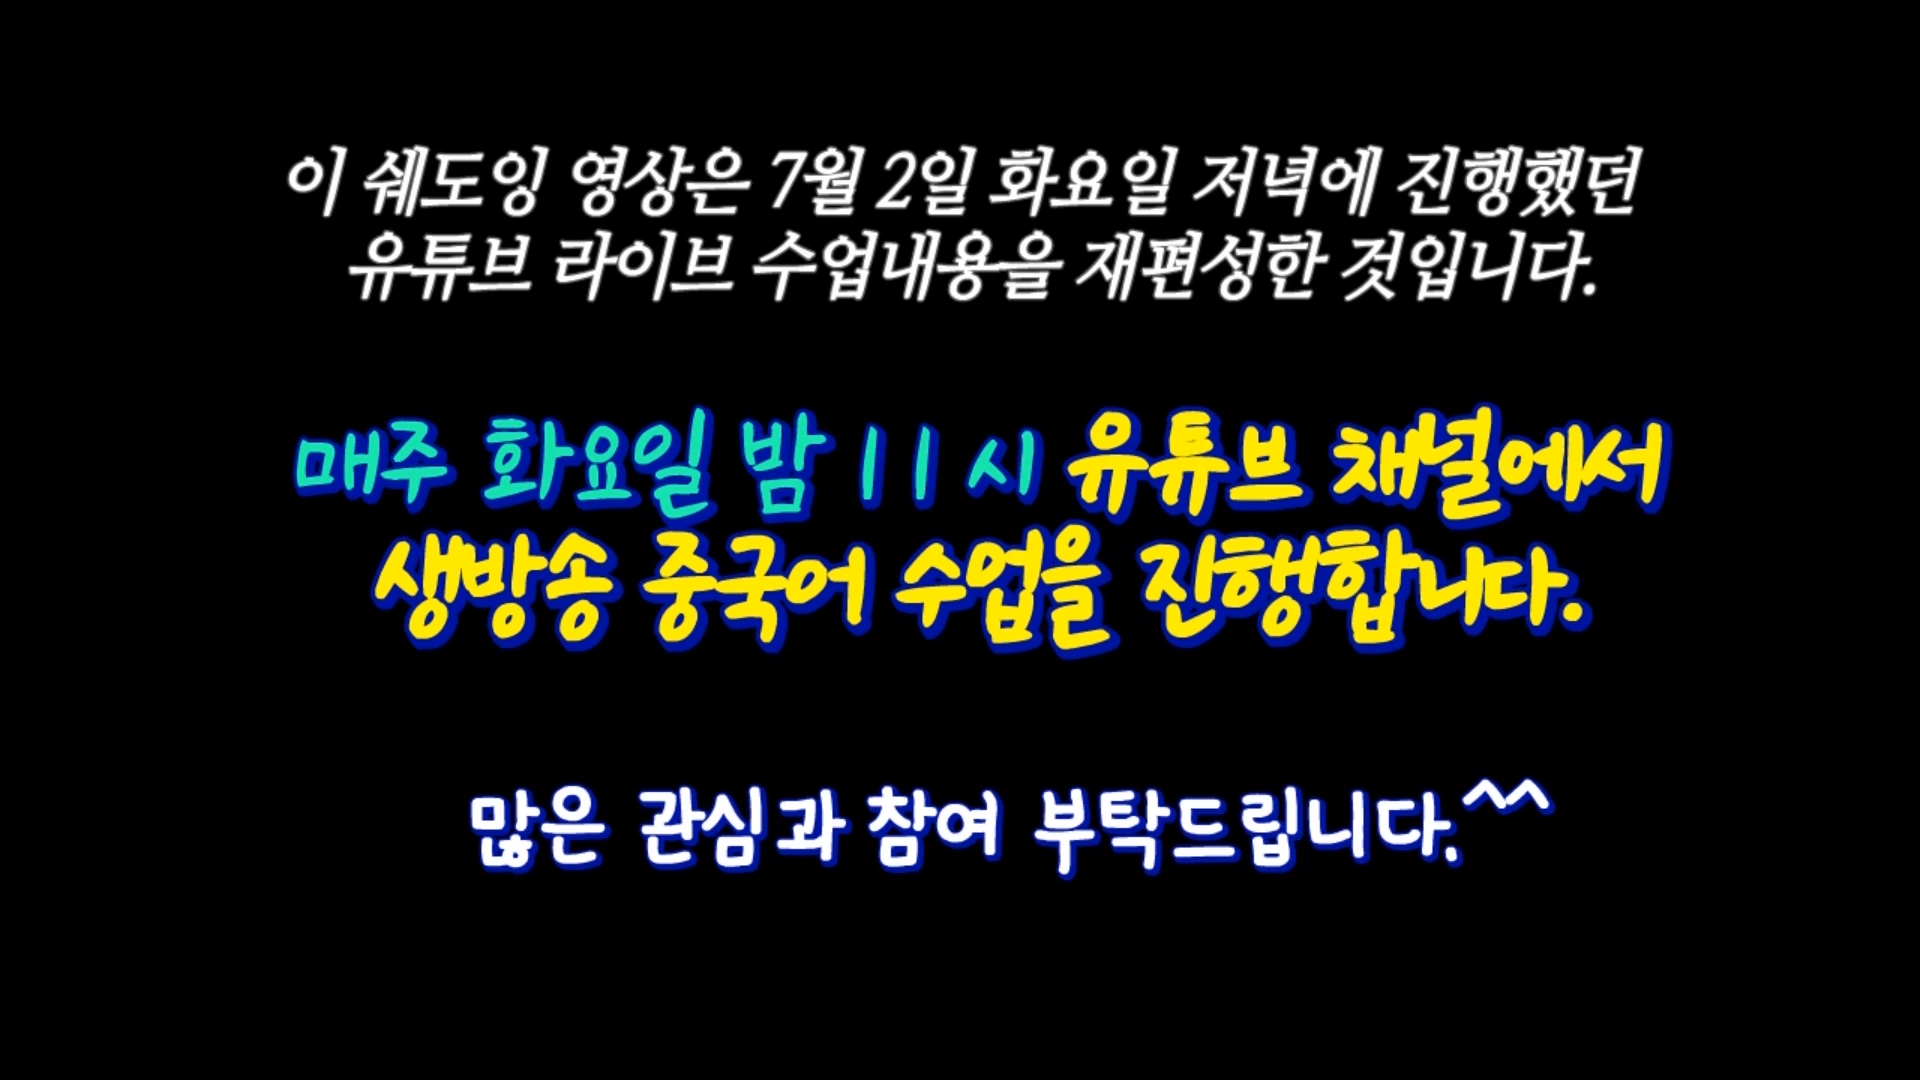 이 쉐도잉 영상은 7월 2일 화요일 저녁에 진행했던
유튜브 라이브 수업내용을 재편성한 것입니다.
매주 화요일 밤 11시 유튜브 채널에서
생방송 중국어 수업을 진행합니다.
많은 관심과 참여 부탁드립니다.^^